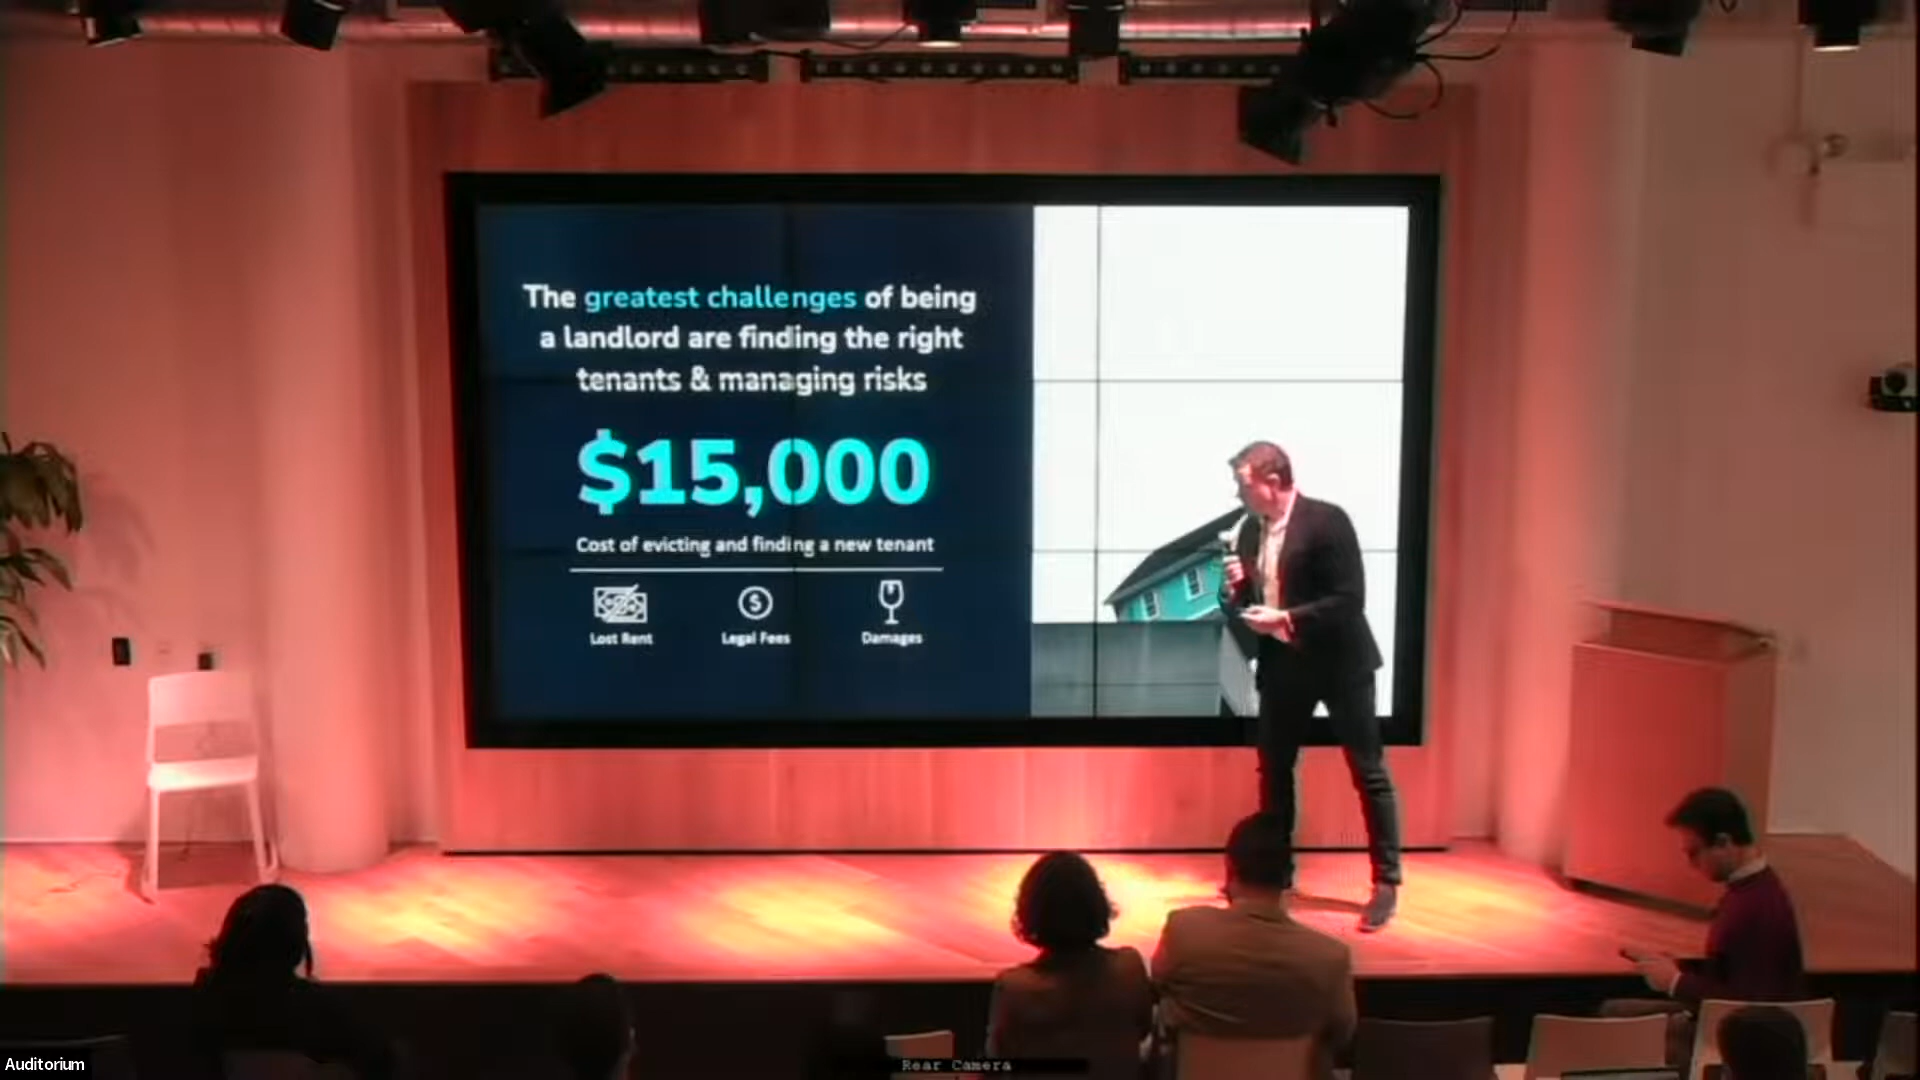 The greatest challenges of being
a landlord are finding the right
tenants & managing risks
$15,000
Cost of evicting and finding a new tenant
Lost Rent
Legal Fees
Damages
Auditorium
Rear Camera